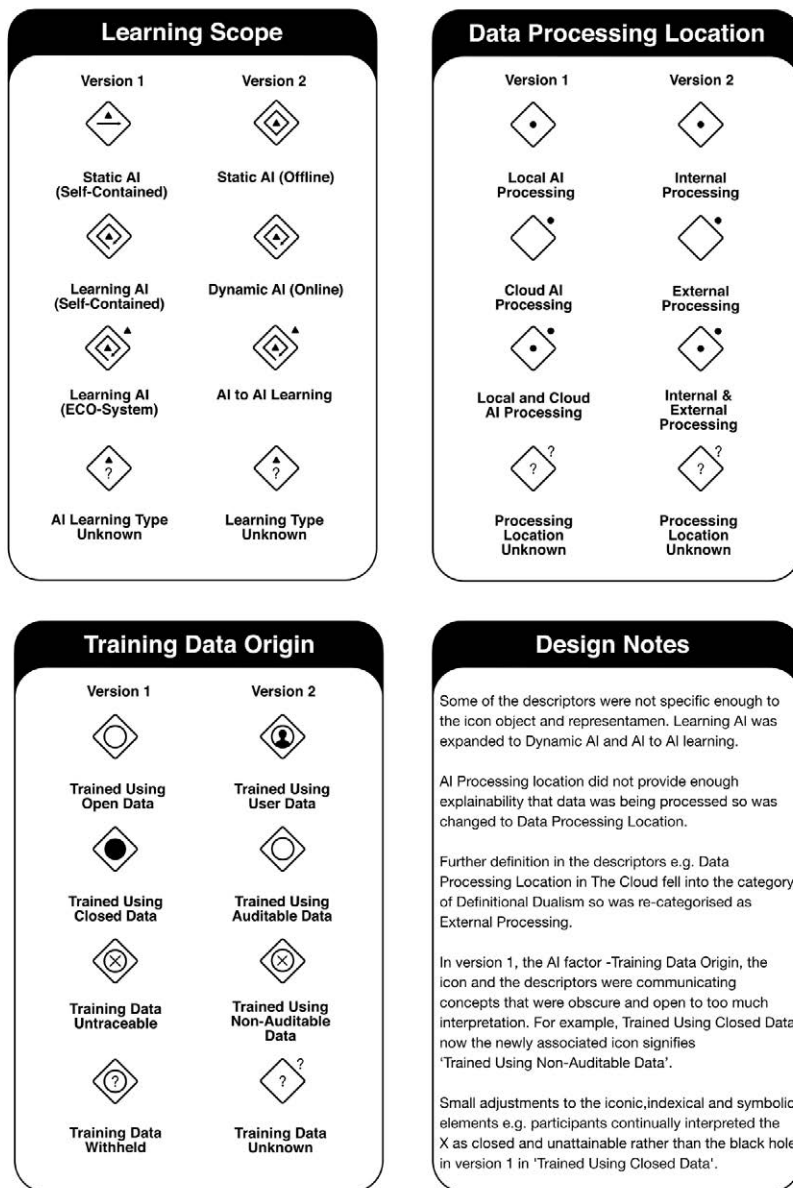 Learning Scope
Version 1
Version 2
Static AI
(Self-Contained)
Static AI (Offline)
Learning AI
(Self-Contained)
Dynamic AI (Online)
Learning AI
(ECO-System)
AI to AI Learning
?
?
AI Learning Type
Unknown
Learning Type
Unknown
Data Processing Location
Version 1
Version 2
Local AI
Processing
Internal
Processing
Cloud AI
Processing
External
Processing
Local and Cloud
AI Processing
Internal &
External
Processing
? ?
? ?
Processing
Location
Unknown
Processing
Location
Unknown
Training Data Origin
Version 1
Version 2
Trained Using
Open Data
Trained Using
User Data
Trained Using
Closed Data
Trained Using
Auditable Data
Training Data
Untraceable
Trained Using
Non-Auditable
Data
?
? ?
Training Data
Withheld
Training Data
Unknown
Design Notes
Some of the descriptors were not specific enough to
the icon object and representamen. Learning AI was
expanded to Dynamic AI and AI to AI learning.
AI Processing location did not provide enough
explainability that data was being processed so was
changed to Data Processing Location.
Further definition in the descriptors e.g. Data
Processing Location in The Cloud fell into the category
of Definitional Dualism so was re-categorised as
External Processing.
In version 1, the AI factor -Training Data Origin, the
icon and the descriptors were communicating
concepts that were obscure and open to too much
interpretation. For example, Trained Using Closed Data
now the newly associated icon signifies
‘Trained Using Non-Auditable Data’.
Small adjustments to the iconic,indexical and symbolic
elements e.g. participants continually interpreted the
X as closed and unattainable rather than the black hole
in version 1 in 'Trained Using Closed Data'.